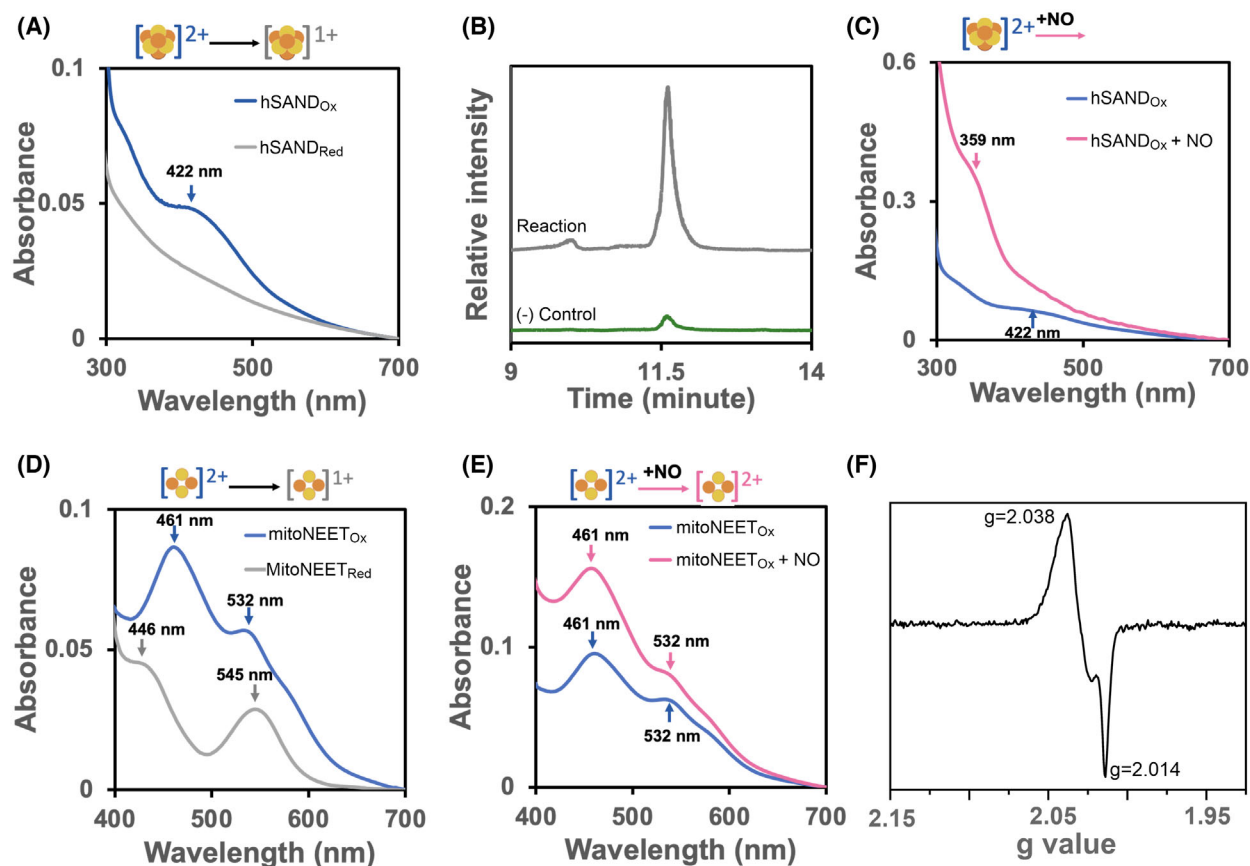 (A)
[ ]2+ [ ]1+
0.1
hSANDOx
hSANDRed
422 nm
0.05
0
300 500 700
Absorbance
Wavelength (nm)
(B)
Relative intensity
Reaction
(-) Control
9 11.5 14
Time (minute)
(C)
[ ]2+ +NO
0.6
hSANDOx
hSANDOx + NO
359 nm
0.3
422 nm
0
300 500 700
Absorbance
Wavelength (nm)
(D)
[ ]2+ [ ]1+
0.1
461 nm
mitoNEETOx
MitoNEETRed
532 nm
446 nm
0.05
545 nm
0
400 500 600 700
Absorbance
Wavelength (nm)
(E)
[ ]2+ +NO [ ]2+
0.2
mitoNEETOx
461 nm
mitoNEETOx + NO
461 nm
532 nm
0.1
532 nm
0
400 500 600 700
Absorbance
Wavelength (nm)
(F)
g=2.038
g=2.014
2.15 2.05 1.95
g value